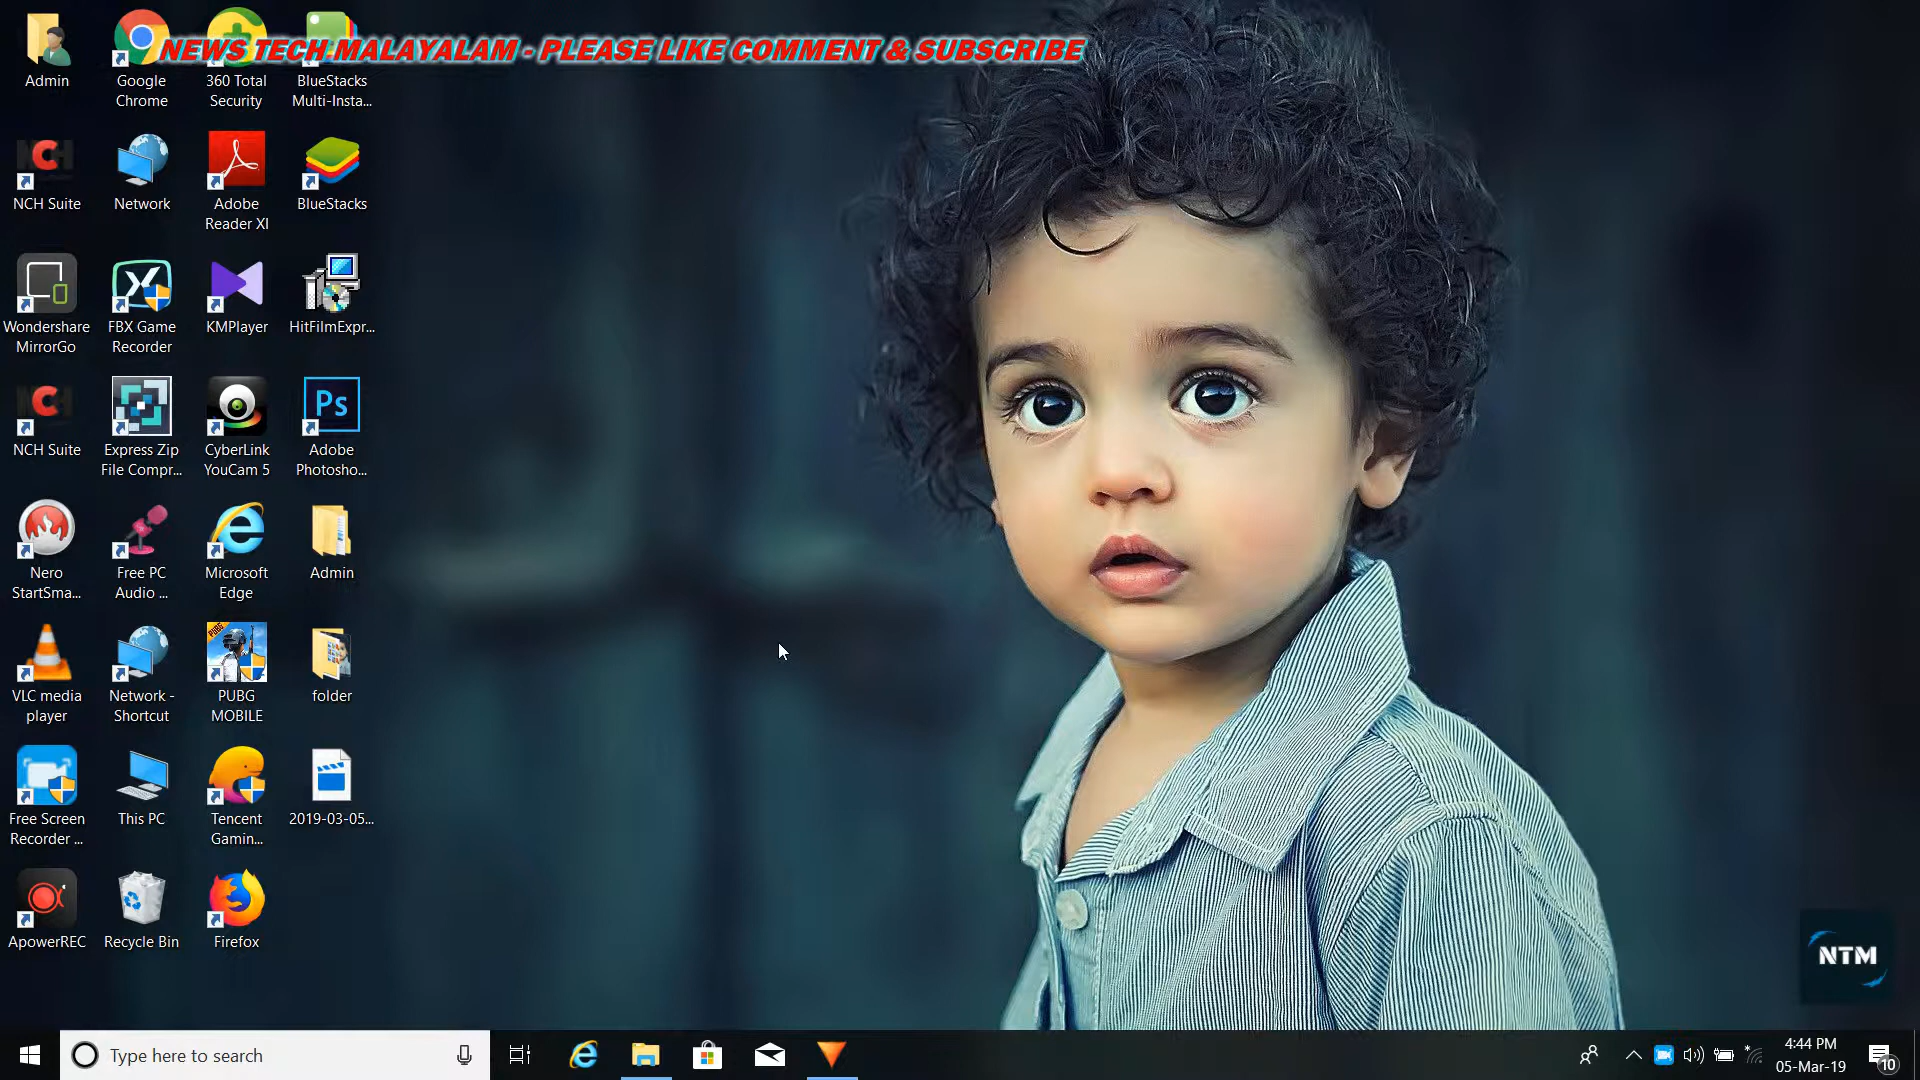 NEWS TECH MALAYALAM - PLEASE LIKE COMMENT & SUBSCRIBE
Admin
Google
Chrome
360 Total
Security
BlueStacks
Multi-Insta...
NCH Suite
Network
Adobe
Reader XI
BlueStacks
Wondershare
MirrorGo
FBX Game
Recorder
KMPlayer
HitFilmExpr...
NCH Suite
Express Zip
File Compr...
CyberLink
YouCam 5
Ps
Adobe
Photosho...
Nero
StartSma...
Free PC
Audio ...
Microsoft
Edge
Admin
VLC media
player
Network -
Shortcut
PUBG
PUBG
MOBILE
folder
Free Screen
Recorder ...
This PC
Tencent
Gamin...
2019-03-05...
ApowerREC
Recycle Bin
Firefox
NTM
Type here to search
4:44 PM
05-Mar-19
10